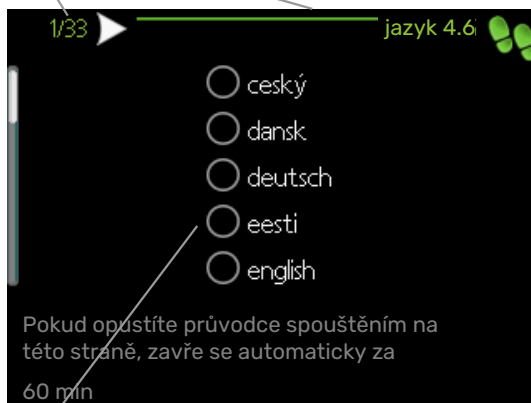 1/33
jazyk 4.6
ceský
dansk
deutsch
eesti
english
Pokud opustíte průvodce spouštěním na
této straně, zavře se automaticky za
60 min